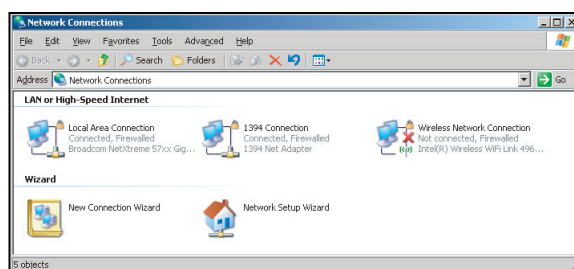 Network Connections
File Edit View Favorites Tools Advanced Help
Back Search Folders
Address Network Connections Go
LAN or High-Speed Internet
Local Area Connection
Connected, Firewalled
Broadcom NetXtreme 57xx Gig...
1394 Connection
Connected, Firewalled
1394 Net Adapter
Wireless Network Connection
Not connected, Firewalled
Intel(R) Wireless WiFi Link 496...
Wizard
New Connection Wizard
Network Setup Wizard
5 objects